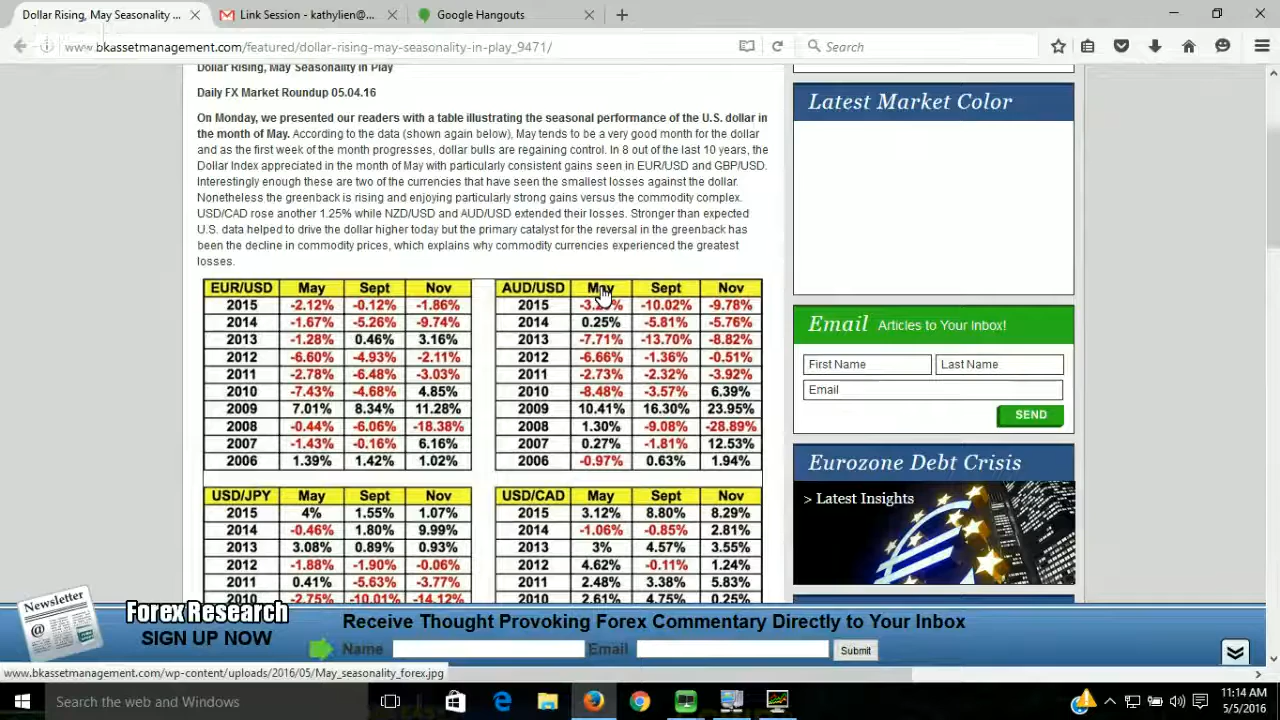 Dollar Rising, May Seasonality ... × Link Session - kathylien@... × Google Hangouts × +
www.bkassetmanagement.com/featured/dollar-rising-may-seasonality-in-play_9471/ Search
Dollar Rising, May Seasonality in Play
Daily FX Market Roundup 05.04.16
On Monday, we presented our readers with a table illustrating the seasonal performance of the U.S. dollar in
the month of May. According to the data (shown again below), May tends to be a very good month for the dollar
and as the first week of the month progresses, dollar bulls are regaining control. In 8 out of the last 10 years, the
Dollar Index appreciated in the month of May with particularly consistent gains seen in EUR/USD and GBP/USD.
Interestingly enough these are two of the currencies that have seen the smallest losses against the dollar.
Nonetheless the greenback is rising and enjoying particularly strong gains versus the commodity complex.
USD/CAD rose another 1.25% while NZD/USD and AUD/USD extended their losses. Stronger than expected
U.S. data helped to drive the dollar higher today but the primary catalyst for the reversal in the greenback has
been the decline in commodity prices, which explains why commodity currencies experienced the greatest
losses.
EUR/USD May Sept Nov
2015 -2.12% -0.12% -1.86%
2014 -1.67% -5.26% -9.74%
2013 -1.28% 0.46% 3.16%
2012 -6.60% -4.93% -2.11%
2011 -2.78% -6.48% -3.03%
2010 -7.43% -4.68% 4.85%
2009 7.01% 8.34% 11.28%
2008 -0.44% -6.06% -18.38%
2007 -1.43% -0.16% 6.16%
2006 1.39% 1.42% 1.02%
AUD/USD May Sept Nov
2015 -10.02% -9.78%
2014 0.25% -5.81% -5.76%
2013 -7.71% -13.70% -8.82%
2012 -6.66% -1.36% -0.51%
2011 -2.73% -2.32% -3.92%
2010 -8.48% -3.57% 6.39%
2009 10.41% 16.30% 23.95%
2008 1.30% -9.08% -28.89%
2007 0.27% -1.81% 12.53%
2006 -0.97% 0.63% 1.94%
USD/JPY May Sept Nov
2015 4% 1.55% 1.07%
2014 -0.46% 1.80% 9.99%
2013 3.08% 0.89% 0.93%
2012 -1.88% -1.90% -0.06%
2011 0.41% -5.63% -3.77%
2010 -2.75% -10.01% -14.12%
USD/CAD May Sept Nov
2015 3.12% 8.80% 8.29%
2014 -1.06% -0.85% 2.81%
2013 3% 4.57% 3.55%
2012 4.62% -0.11% 1.24%
2011 2.48% 3.38% 5.83%
2010 2.61% 4.75% 0.25%
Latest Market Color
Email Articles to Your Inbox!
First Name Last Name
Email
SEND
Eurozone Debt Crisis
> Latest Insights
Newsletter
@
Forex Research
SIGN UP NOW
Receive Thought Provoking Forex Commentary Directly to Your Inbox
Name Email Submit
www.bkassetmanagement.com/wp-content/uploads/2016/05/May_seasonality_forex.jpg
Search the web and Windows
11:14 AM
5/5/2016